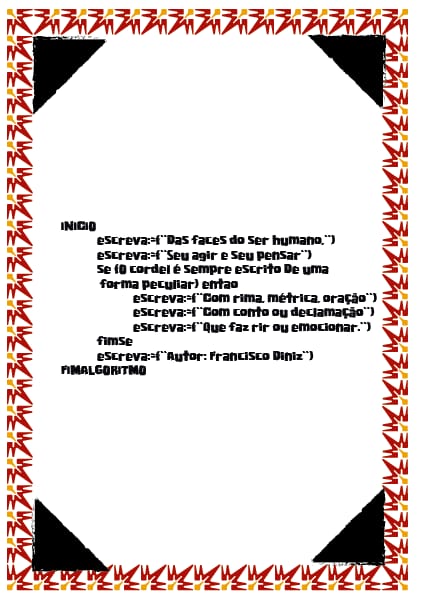 INICIO
escreva:=(``Das faces do ser humano,``)
escreva:=(``Seu agir e seu pensar``)
se (O cordel é sempre escrito De uma
forma peculiar) entao
escreva:=(``Com rima, métrica, oração``)
escreva:=(``Com conto ou declamação``)
escreva:=(``Que faz rir ou emocionar.``)
fimse
escreva:=(``Autor: Francisco Diniz``)
FIMALGORITMO